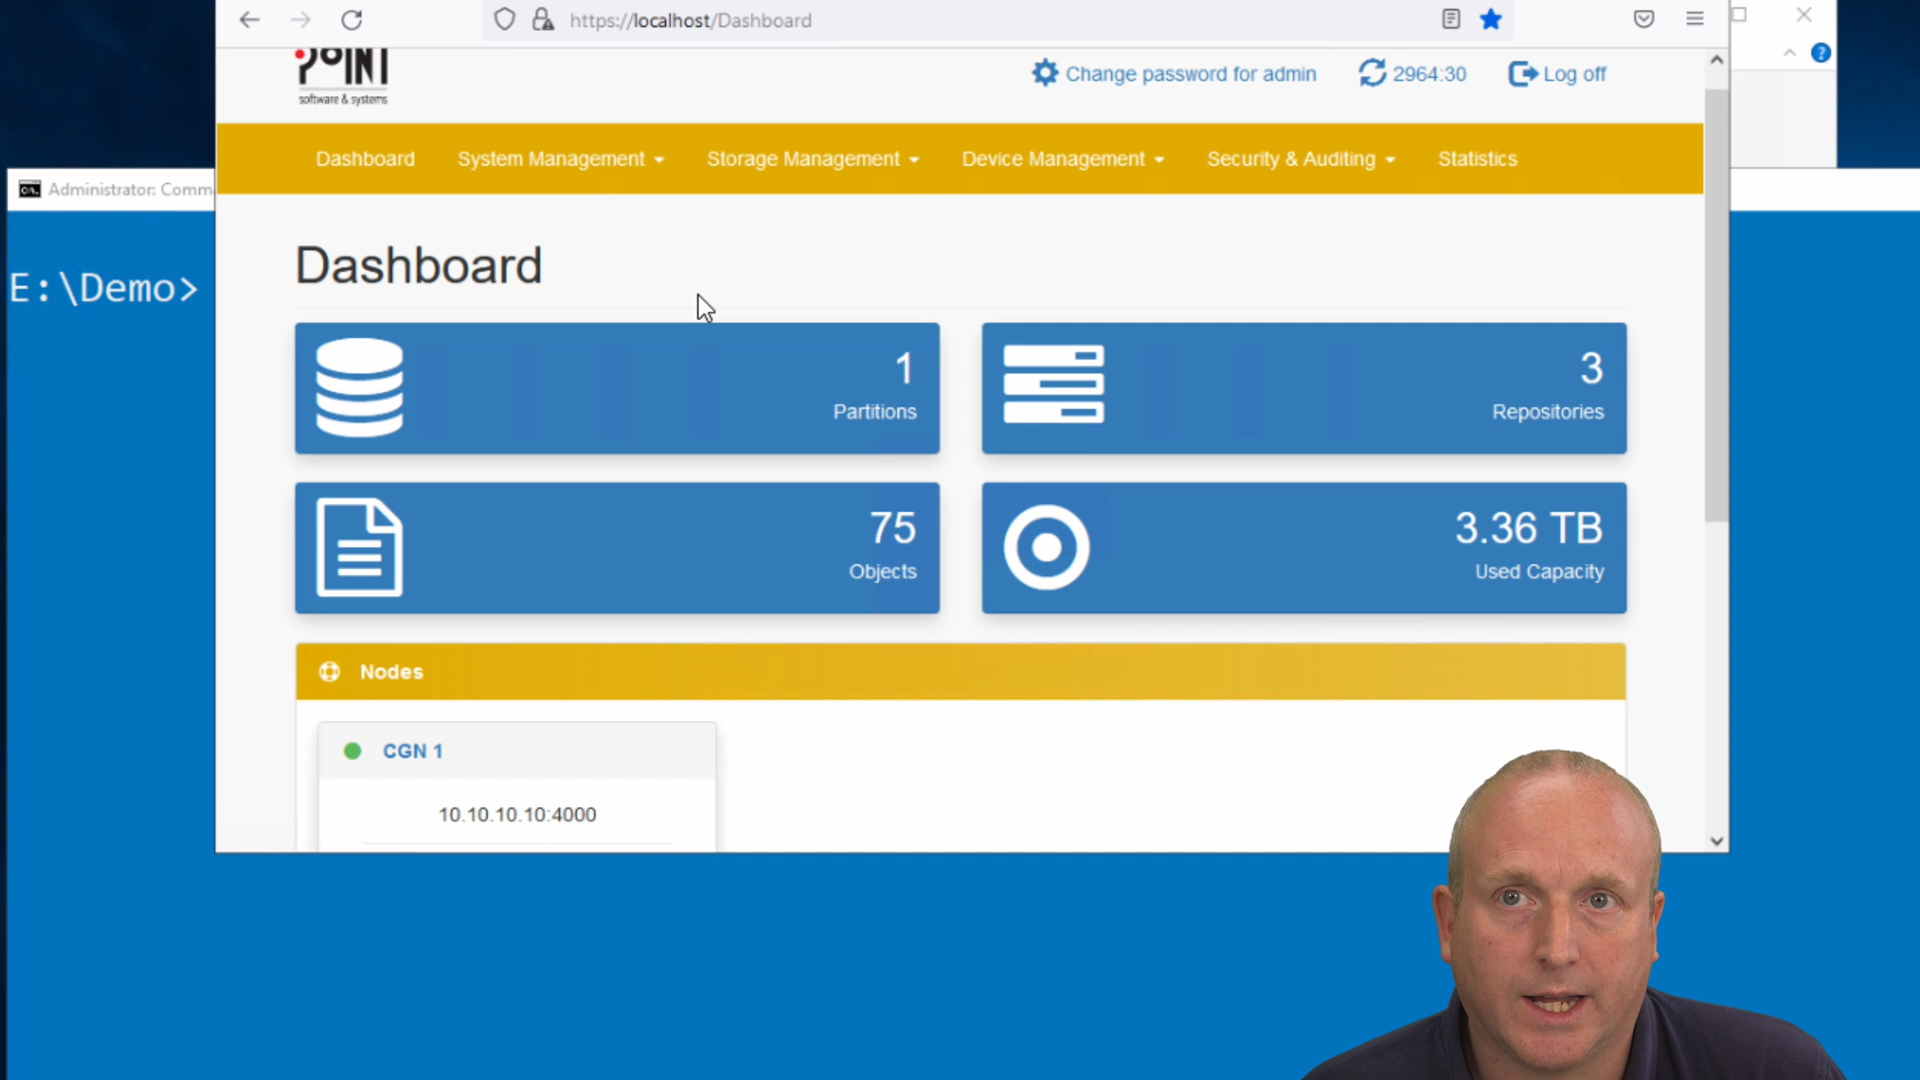 https://localhost/Dashboard
POINT
software & systems
Change password for admin
2964:30
Log off
Dashboard
System Management
Storage Management
Device Management
Security & Auditing
Statistics
Administrator: Comm
E:\Demo>
Dashboard
1
Partitions
3
Repositories
75
Objects
3.36 TB
Used Capacity
Nodes
CGN 1
10.10.10.10:4000